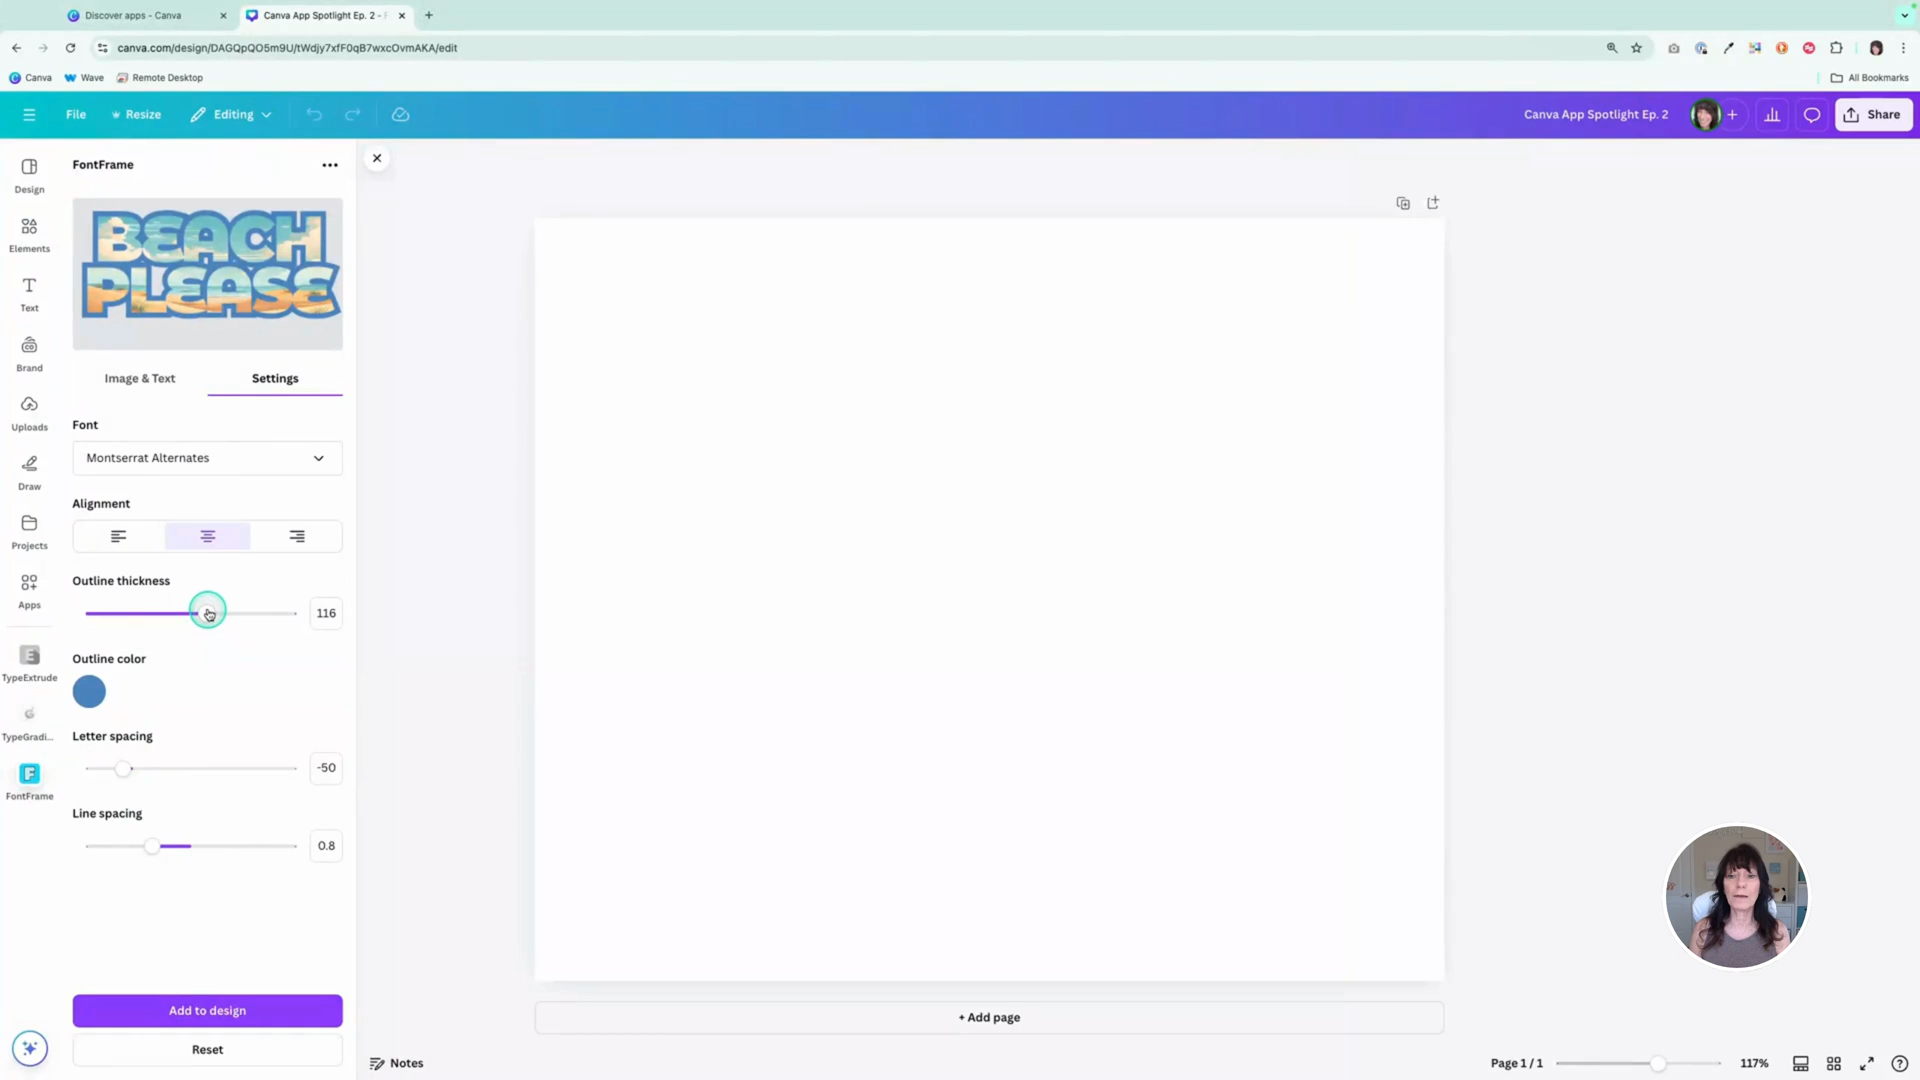 Discover apps - Canva
Canva App Spotlight Ep. 2 -
canva.com/design/DAGQpQO5m9U/tWdjy7xfF0qB7wxcOvmAKA/edit
Canva
Wave
Remote Desktop
All Bookmarks
File
Resize
Editing
Canva App Spotlight Ep. 2
Share
FontFrame
BEACH
PLEASE
Image & Text
Settings
Font
Montserrat Alternates
Alignment
Outline thickness
116
Outline color
Letter spacing
-50
Line spacing
0.8
Add to design
Reset
Design
Elements
Text
Brand
Uploads
Draw
Projects
Apps
TypeExtrude
TypeGradi...
FontFrame
+ Add page
Notes
Page 1 / 1
117%